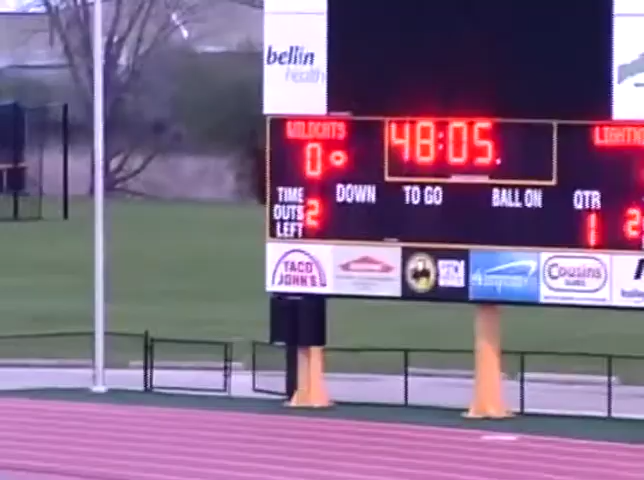 bellin
health
WILDCATS
LIGHTN
48:05
0
TIME
OUTS
LEFT
2
DOWN
TO GO
BALL ON
QTR
1
2
TACO
JOHN'S
Cousins
SUBS